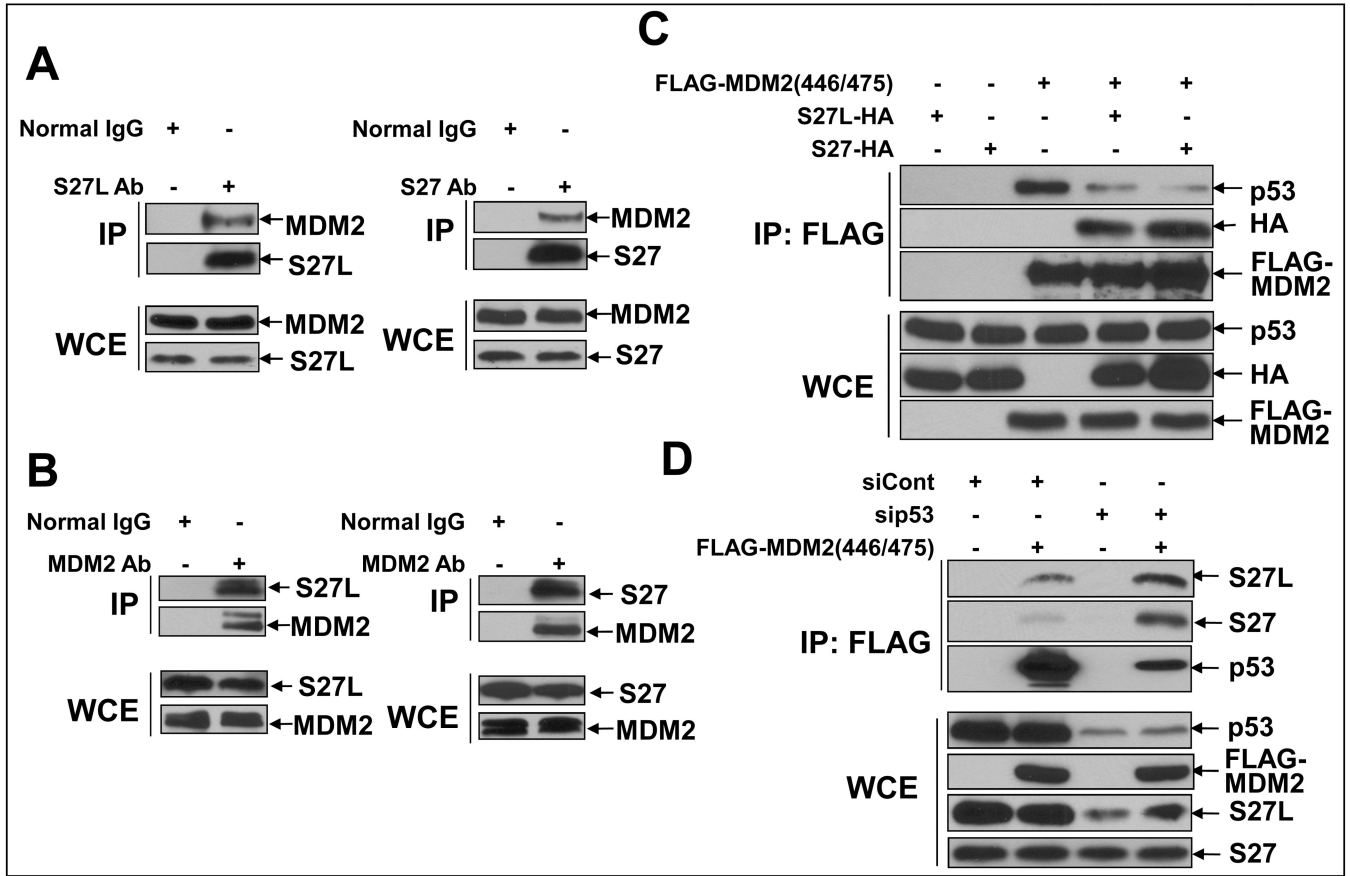 A
Normal IgG + -
S27L Ab - +
IP
MDM2
S27L
WCE
MDM2
S27L
Normal IgG + -
S27 Ab - +
IP
MDM2
S27
WCE
MDM2
S27
B
Normal IgG + -
MDM2 Ab - +
IP
S27L
MDM2
WCE
S27L
MDM2
Normal IgG + -
MDM2 Ab - +
IP
S27
MDM2
WCE
S27
MDM2
C
FLAG-MDM2(446/475) - - + + +
S27L-HA + - - + -
S27-HA - + - - +
IP: FLAG
p53
HA
FLAG-
MDM2
WCE
p53
HA
FLAG-
MDM2
D
siCont + + - -
sip53 - - + +
FLAG-MDM2(446/475) - + - +
IP: FLAG
S27L
S27
p53
WCE
p53
FLAG-
MDM2
S27L
S27